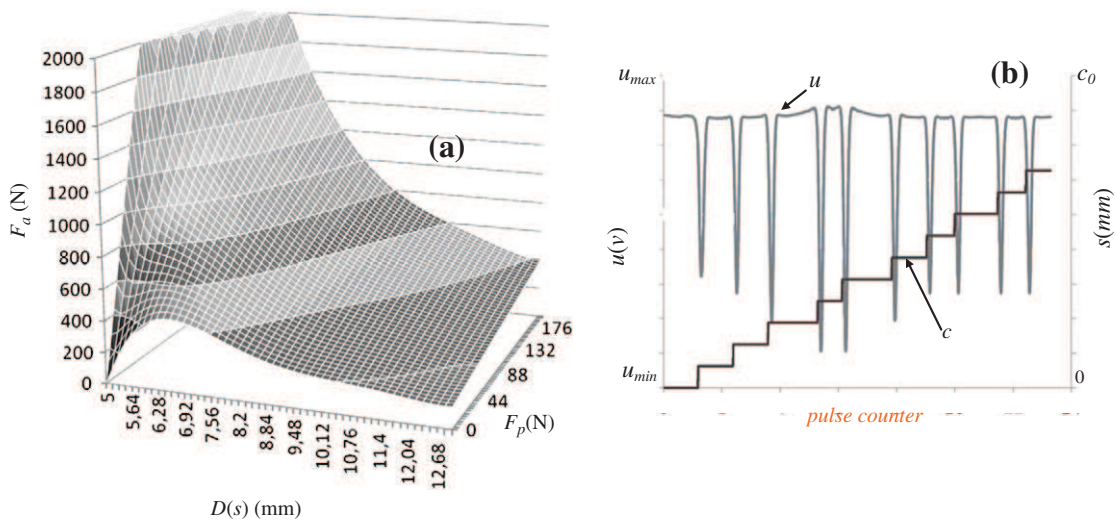 (a)
F_a (N)
2000
1800
1600
1400
1200
1000
800
600
400
200
0
5
5,64
6,28
6,92
7,56
8,2
8,84
9,48
10,12
10,76
11,4
12,04
12,68
D(s) (mm)
0
44
88
132
176
F_p(N)
(b)
u_max
u_min
u(v)
u
c
c_0
0
s(mm)
pulse counter